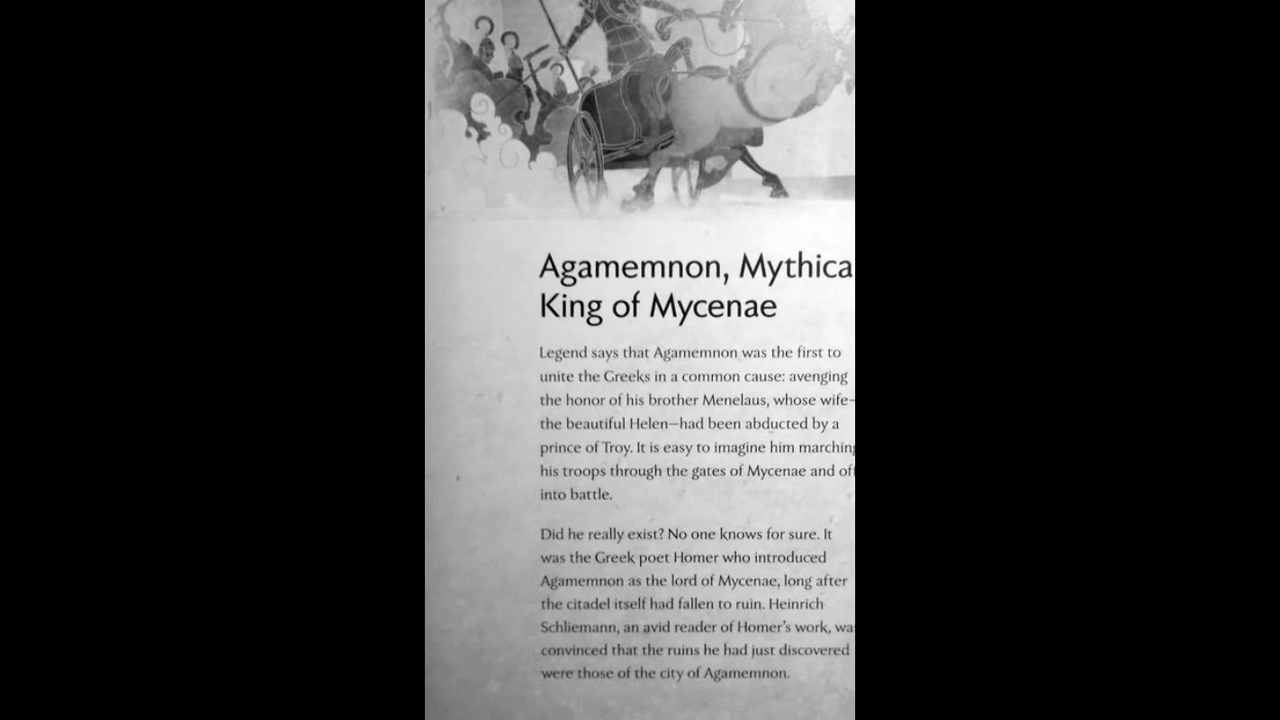 Agamemnon, Mythica
King of Mycenae
Legend says that Agamemnon was the first to
unite the Greeks in a common cause: avenging
the honor of his brother Menelaus, whose wife–
the beautiful Helen—had been abducted by a
prince of Troy. It is easy to imagine him marching
his troops through the gates of Mycenae and of
into battle.
Did he really exist? No one knows for sure. It
was the Greek poet Homer who introduced
Agamemnon as the lord of Mycenae, long after
the citadel itself had fallen to ruin. Heinrich
Schliemann, an avid reader of Homer's work, wa
convinced that the ruins he had just discovered
were those of the city of Agamemnon.